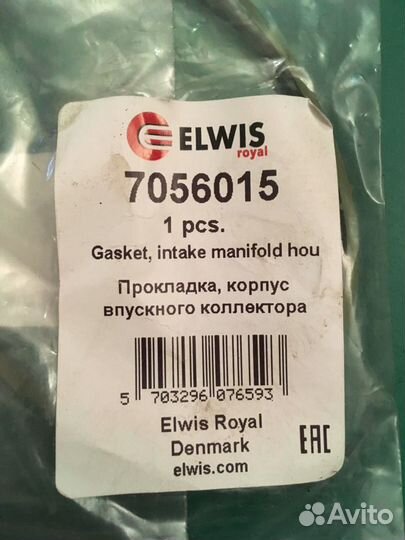 ELWIS
royal
7056015
1 pcs.
Gasket, intake manifold hou
Прокладка, корпус
впускного коллектора
5 703296 076593
Elwis Royal
Denmark
elwis.com
EAC
Avito